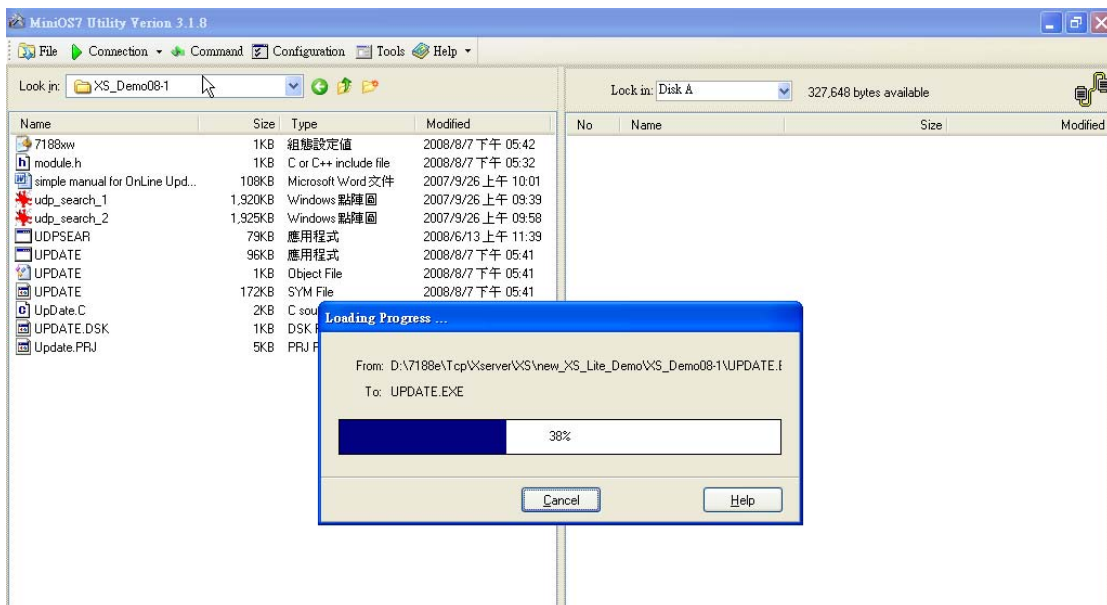 MiniOS7 Utility Verion 3.1.8
File Connection Command Configuration Tools Help
Look in: XS_Demo08-1
Lock in: Disk A 327,648 bytes available
Name Size Type Modified
No Name Size Modified
7188xw 1KB 組態設定值 2008/8/7 下午 05:42
module.h 1KB C or C++ include file 2008/8/7 下午 05:32
simple manual for OnLine Upd... 108KB Microsoft Word 文件 2007/9/26 上午 10:01
udp_search_1 1,920KB Windows 點陣圖 2007/9/26 上午 09:39
udp_search_2 1,925KB Windows 點陣圖 2007/9/26 上午 09:58
UDPSEAR 79KB 應用程式 2008/6/13 上午 11:39
UPDATE 96KB 應用程式 2008/8/7 下午 05:41
UPDATE 1KB Object File 2008/8/7 下午 05:41
UPDATE 172KB SYM File 2008/8/7 下午 05:41
UpDate.C 2KB C sou
UPDATE.DSK 1KB DSK F
Update.PRJ 5KB PRJ F
Loading Progress ...
From: D:\7188e\Tcp\Xserver\XS\new_XS_Lite_Demo\XS_Demo08-1\UPDATE.E
To: UPDATE.EXE
38%
Cancel Help